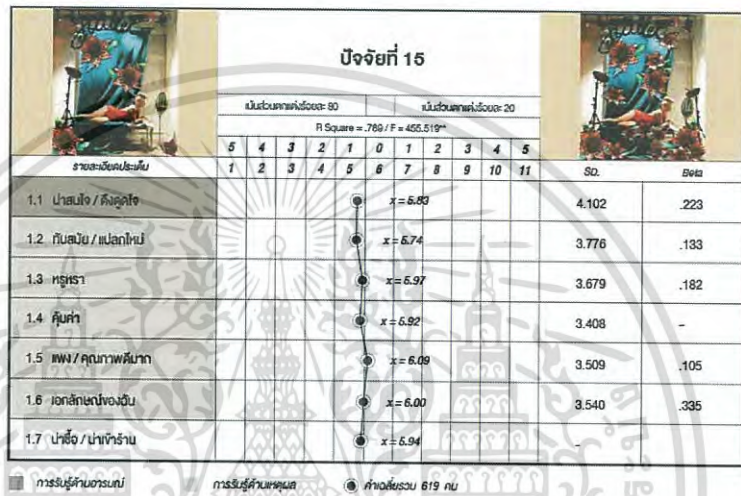 ปัจจัยที่ 15
เน้นส่วนตกแต่งร้อยละ 80 เน้นส่วนตกแต่งร้อยละ 20
R Square = .769 / F = 455.519**
5 4 3 2 1 0 1 2 3 4 5
รายละเอียดประเด็น 1 2 3 4 5 6 7 8 9 10 11 SD. Beta
1.1 น่าสนใจ / ดึงดูดใจ x = 5.83 4.102 .223
1.2 ทันสมัย / แปลกใหม่ x = 5.74 3.776 .133
1.3 หรูหรา x = 5.97 3.679 .182
1.4 คุ้มค่า x = 5.92 3.408 -
1.5 แพง / คุณภาพดีมาก x = 6.09 3.509 .105
1.6 เอกลักษณ์ของฉัน x = 6.00 3.540 .335
1.7 น่าซื้อ / น่าเข้าร้าน x = 5.94 -
การรับรู้ด้านอารมณ์ การรับรู้ด้านเหตุผล ค่าเฉลี่ยรวม 619 คน